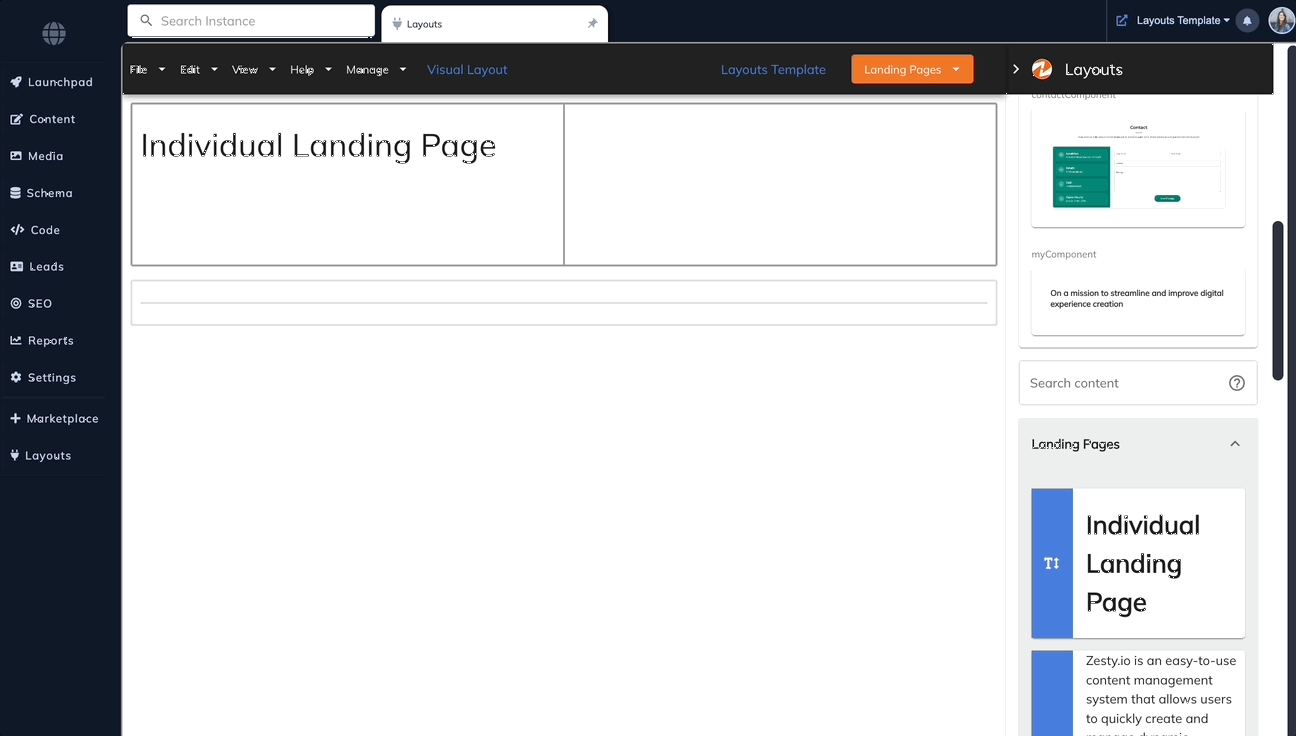 Search Instance
Layouts
Layouts Template
File
Edit
View
Help
Manage
Visual Layout
Layouts Template
Landing Pages
Layouts
Launchpad
Content
Media
Schema
Code
Leads
SEO
Reports
Settings
Marketplace
Layouts
Individual Landing Page
contactComponent
Contact
myComponent
On a mission to streamline and improve digital
experience creation
Search content
Landing Pages
Individual
Landing
Page
Zesty.io is an easy-to-use
content management
system that allows users
to quickly create and
manage dynamic